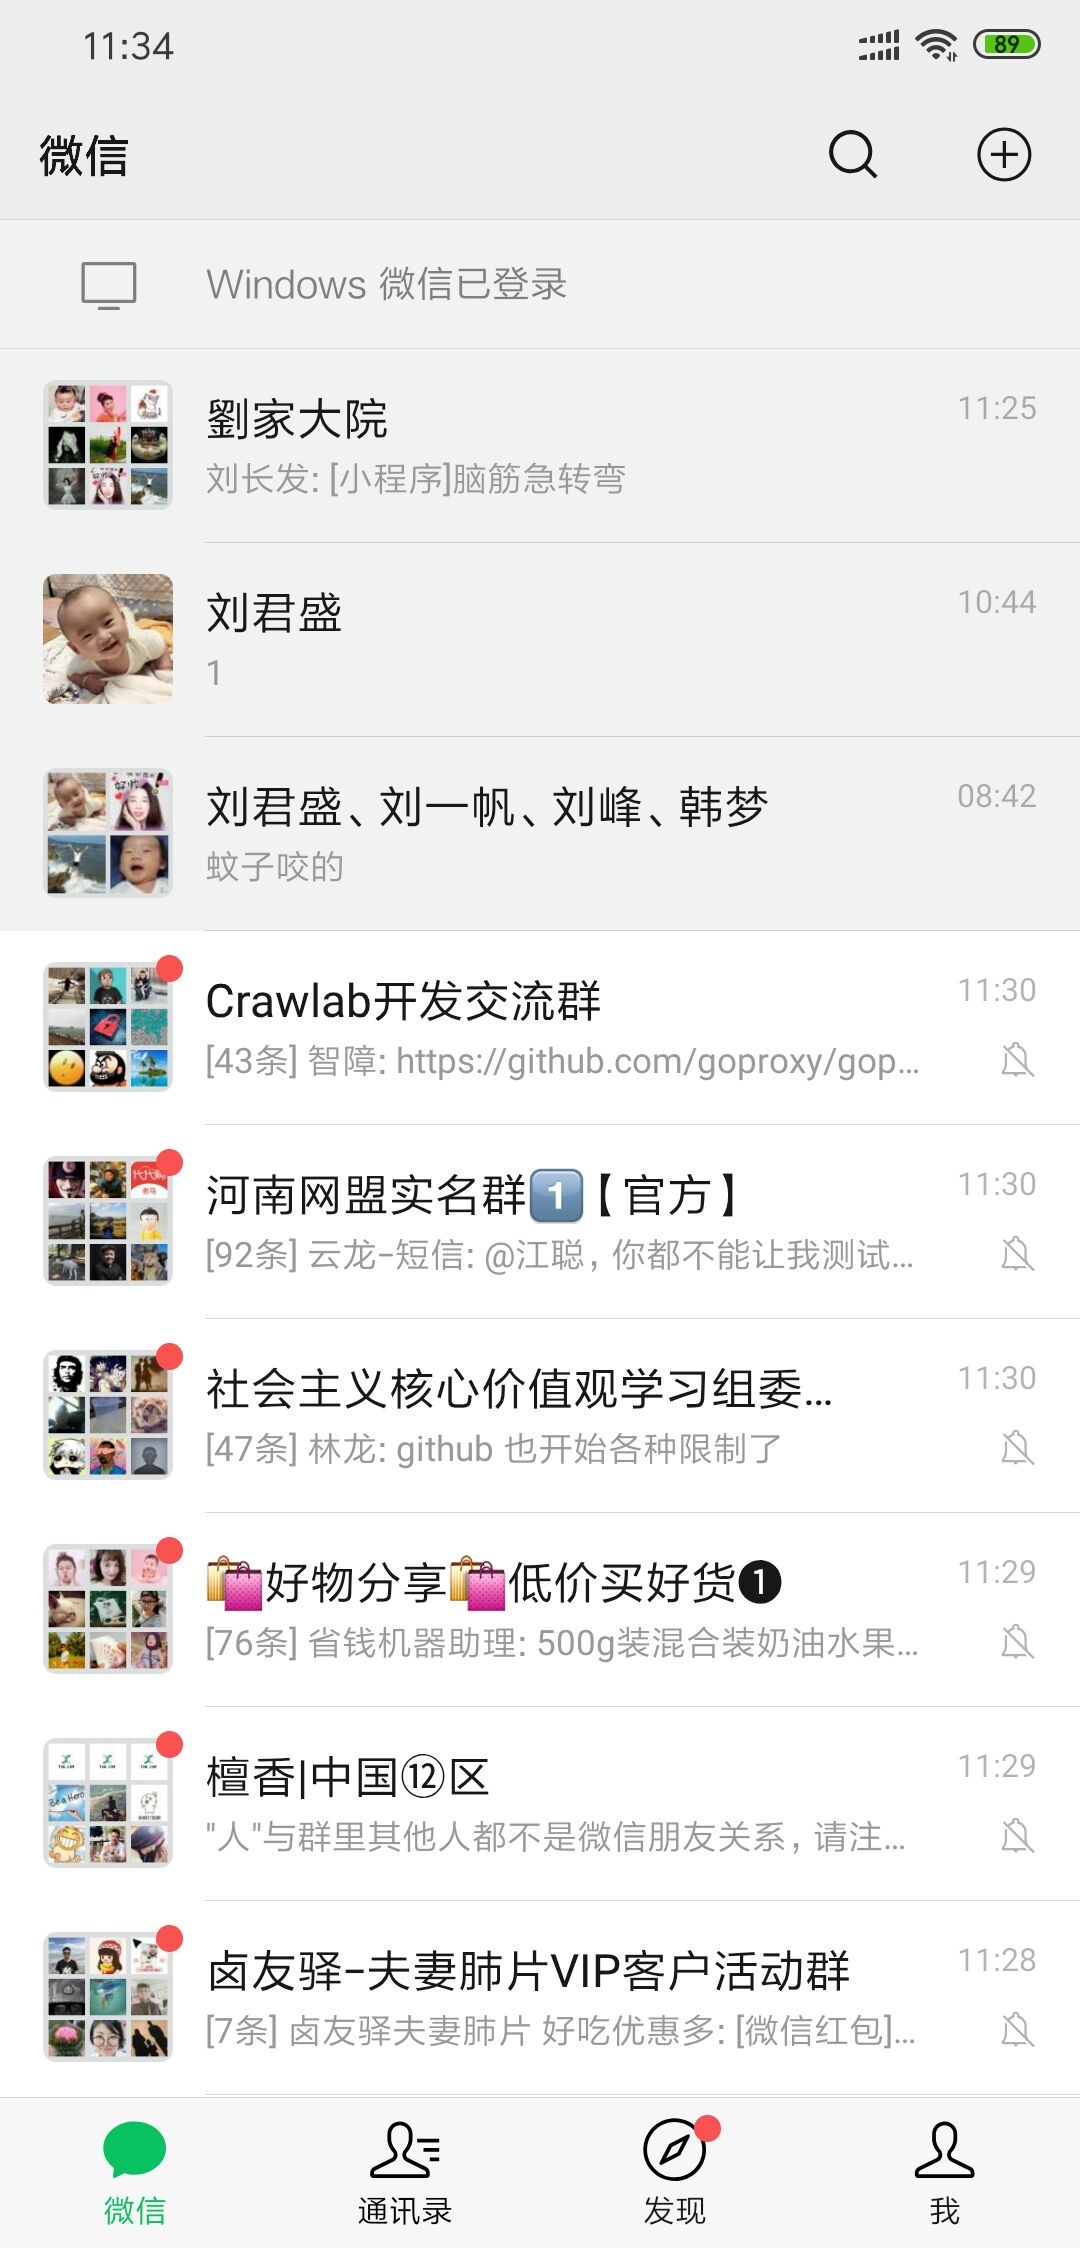 11:34
89
微信
Windows 微信已登录
劉家大院
11:25
刘长发: [小程序]脑筋急转弯
刘君盛
10:44
1
刘君盛、刘一帆、刘峰、韩梦
08:42
蚊子咬的
Crawlab开发交流群
11:30
[43条] 智障: https://github.com/goproxy/gop...
河南网盟实名群1️⃣【官方】
11:30
[92条] 云龙-短信: @江聪，你都不能让我测试...
社会主义核心价值观学习组委...
11:30
[47条] 林龙: github 也开始各种限制了
🛍️好物分享🛍️低价买好货❶
11:29
[76条] 省钱机器助理: 500g装混合装奶油水果...
檀香|中国⑫区
11:29
"人"与群里其他人都不是微信朋友关系，请注...
卤友驿-夫妻肺片VIP客户活动群
11:28
[7条] 卤友驿夫妻肺片 好吃优惠多: [微信红包]...
微信
通讯录
发现
我